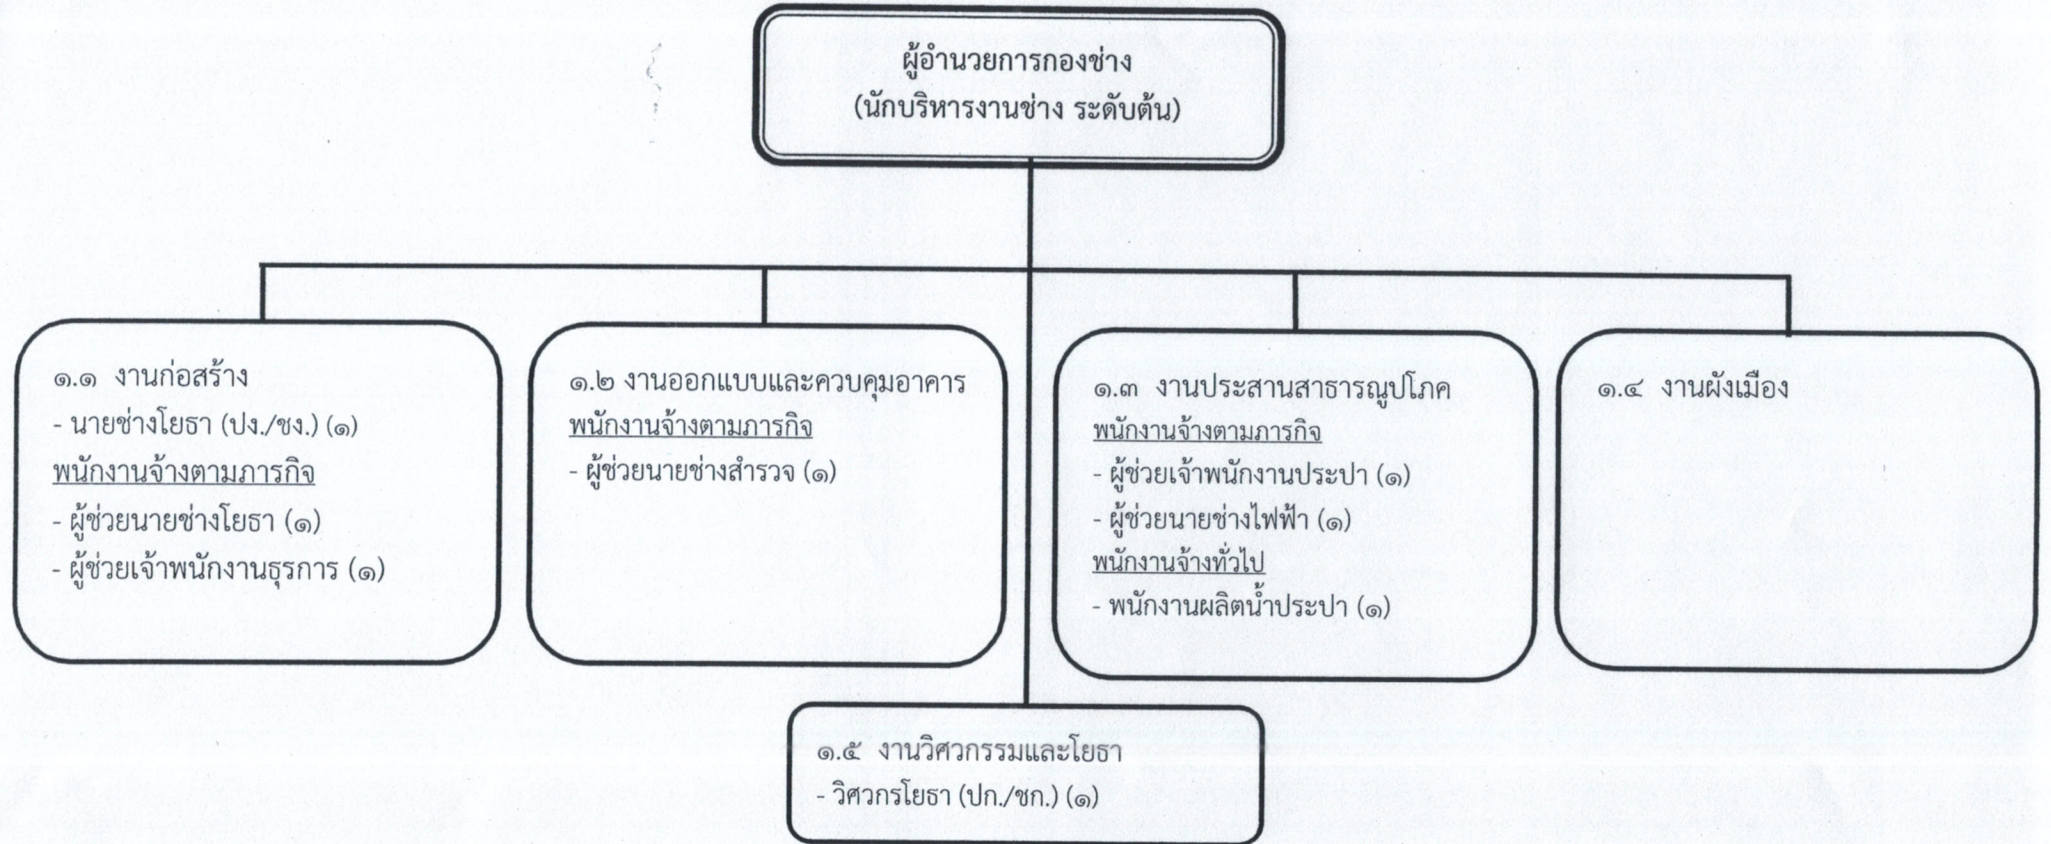 ผู้อำนวยการกองช่าง
(นักบริหารงานช่าง ระดับต้น)
๑.๑ งานก่อสร้าง
- นายช่างโยธา (ปง./ชง.) (๑)
พนักงานจ้างตามภารกิจ
- ผู้ช่วยนายช่างโยธา (๑)
- ผู้ช่วยเจ้าพนักงานธุรการ (๑)
๑.๒ งานออกแบบและควบคุมอาคาร
พนักงานจ้างตามภารกิจ
- ผู้ช่วยนายช่างสำรวจ (๑)
๑.๓ งานประสานสาธารณูปโภค
พนักงานจ้างตามภารกิจ
- ผู้ช่วยเจ้าพนักงานประปา (๑)
- ผู้ช่วยนายช่างไฟฟ้า (๑)
พนักงานจ้างทั่วไป
- พนักงานผลิตน้ำประปา (๑)
๑.๔ งานผังเมือง
๑.๕ งานวิศวกรรมและโยธา
- วิศวกรโยธา (ปก./ชก.) (๑)